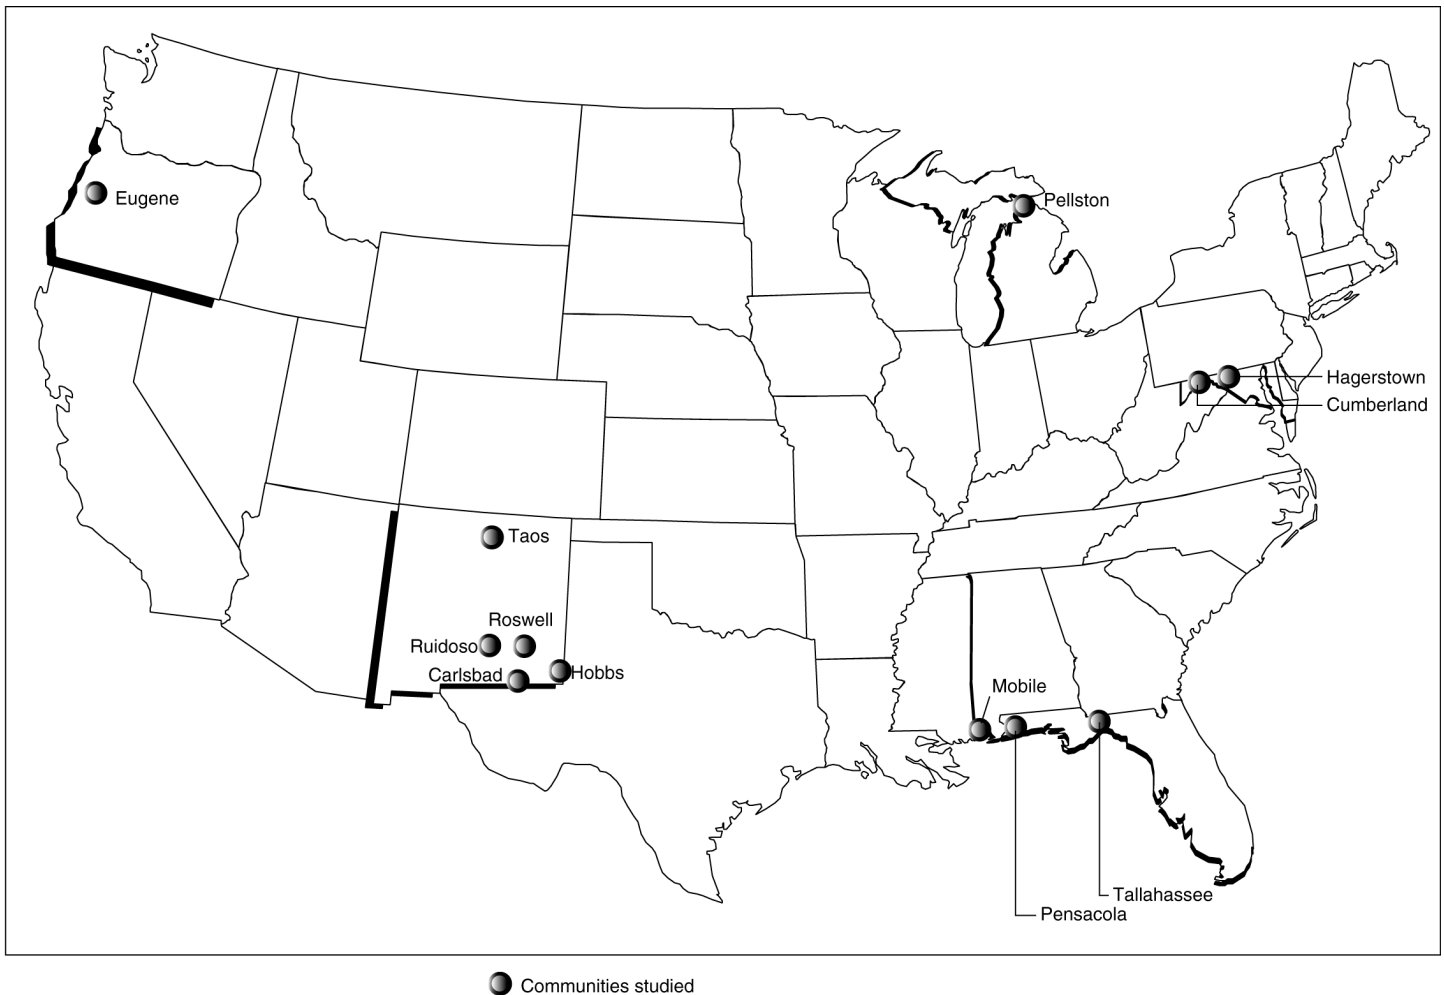 Eugene
Pellston
Hagerstown
Cumberland
Taos
Roswell
Ruidoso
Carlsbad
Hobbs
Mobile
Tallahassee
Pensacola
Communities studied